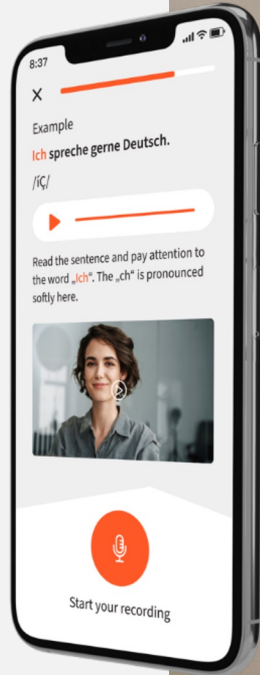 8:37
Example
Ich spreche gerne Deutsch.
/íÇ/
Read the sentence and pay attention to
the word „Ich“. The „ch“ is pronounced
softly here.
Start your recording